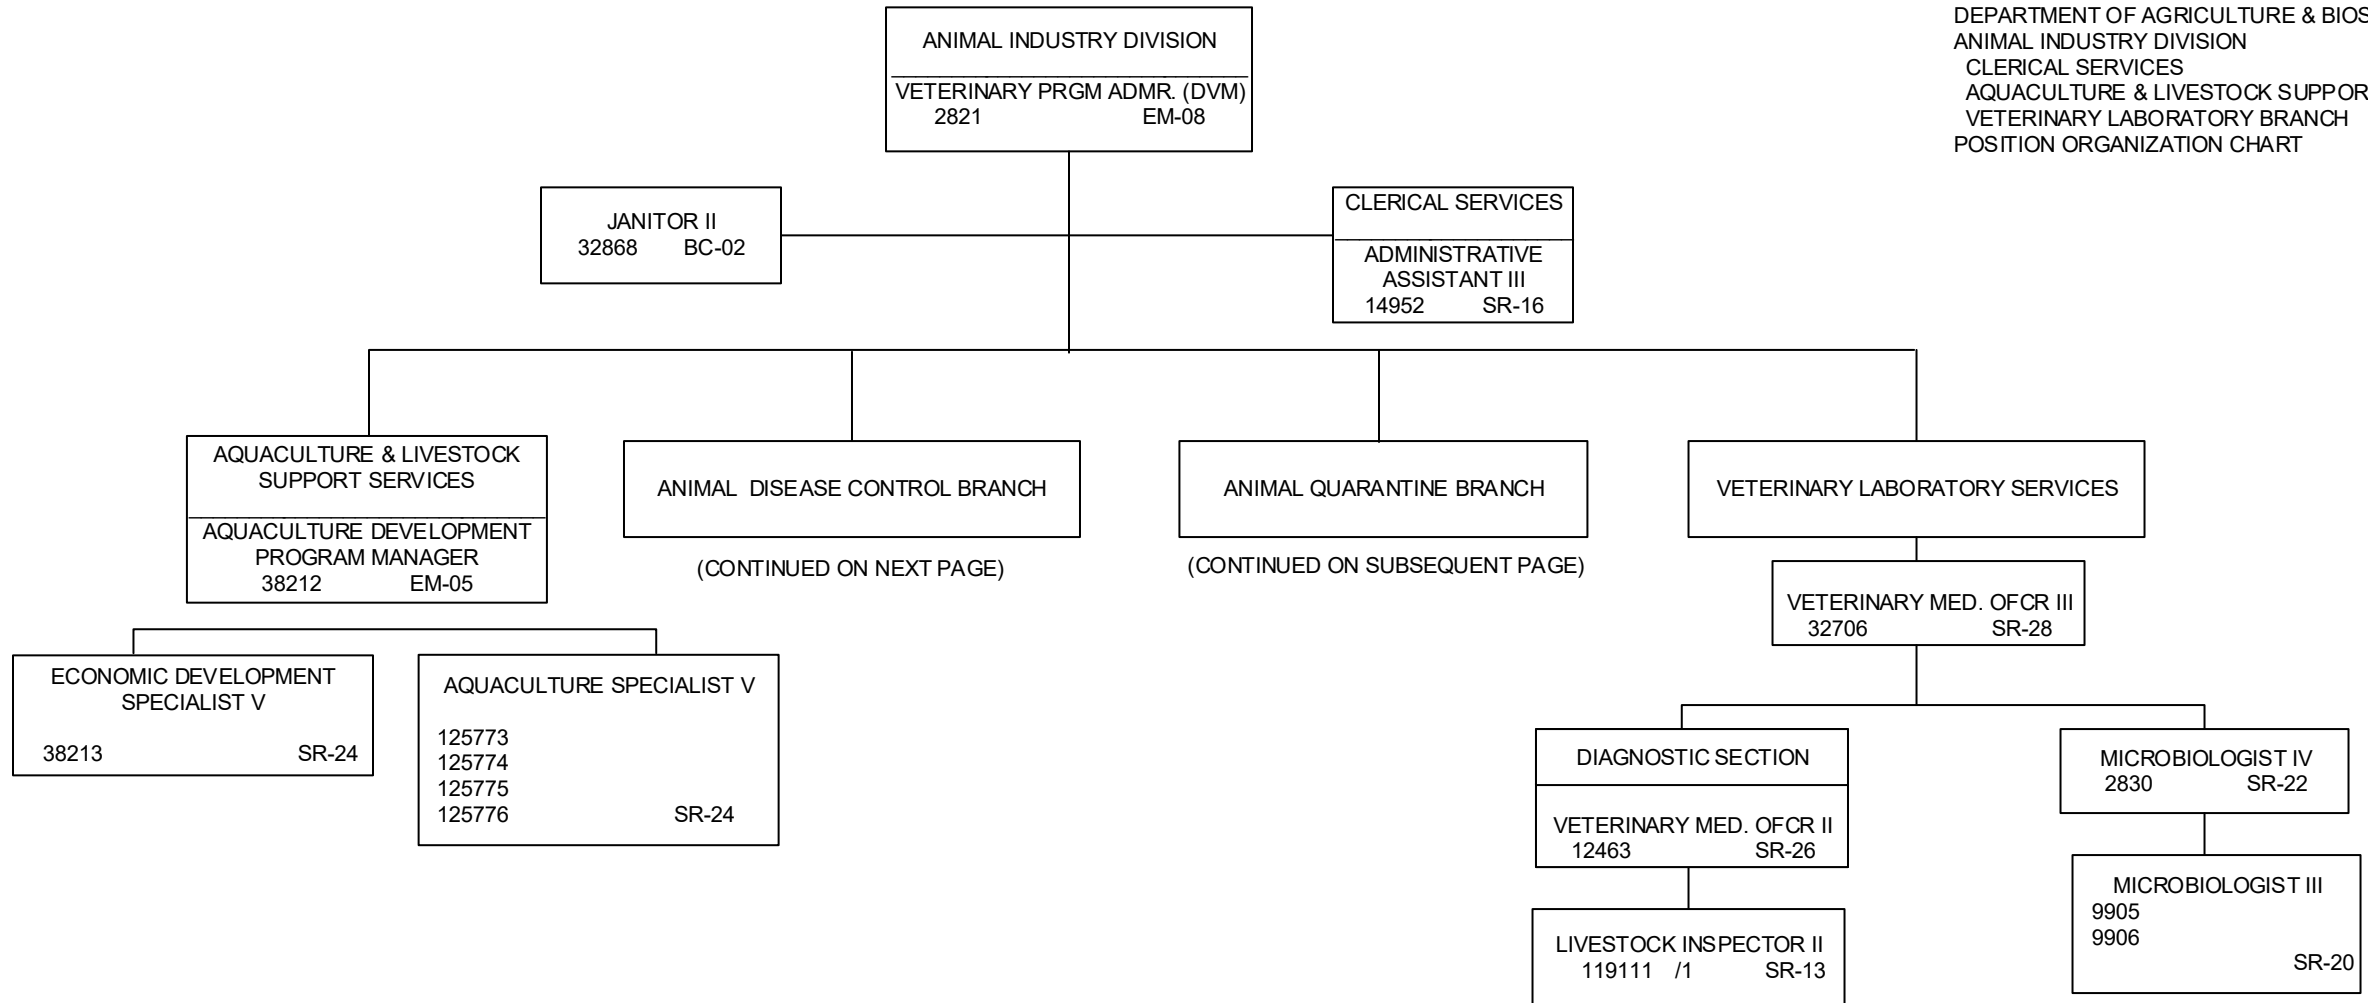 DEPARTMENT OF AGRICULTURE & BIOS
ANIMAL INDUSTRY DIVISION
CLERICAL SERVICES
AQUACULTURE & LIVESTOCK SUPPOR
VETERINARY LABORATORY BRANCH
POSITION ORGANIZATION CHART
ANIMAL INDUSTRY DIVISION
VETERINARY PRGM ADMR. (DVM)
2821 EM-08
JANITOR II
32868 BC-02
CLERICAL SERVICES
ADMINISTRATIVE
ASSISTANT III
14952 SR-16
AQUACULTURE & LIVESTOCK
SUPPORT SERVICES
AQUACULTURE DEVELOPMENT
PROGRAM MANAGER
38212 EM-05
ANIMAL DISEASE CONTROL BRANCH
(CONTINUED ON NEXT PAGE)
ANIMAL QUARANTINE BRANCH
(CONTINUED ON SUBSEQUENT PAGE)
VETERINARY LABORATORY SERVICES
VETERINARY MED. OFCR III
32706 SR-28
ECONOMIC DEVELOPMENT
SPECIALIST V
38213 SR-24
AQUACULTURE SPECIALIST V
125773
125774
125775
125776 SR-24
DIAGNOSTIC SECTION
VETERINARY MED. OFCR II
12463 SR-26
LIVESTOCK INSPECTOR II
119111 /1 SR-13
MICROBIOLOGIST IV
2830 SR-22
MICROBIOLOGIST III
9905
9906
SR-20